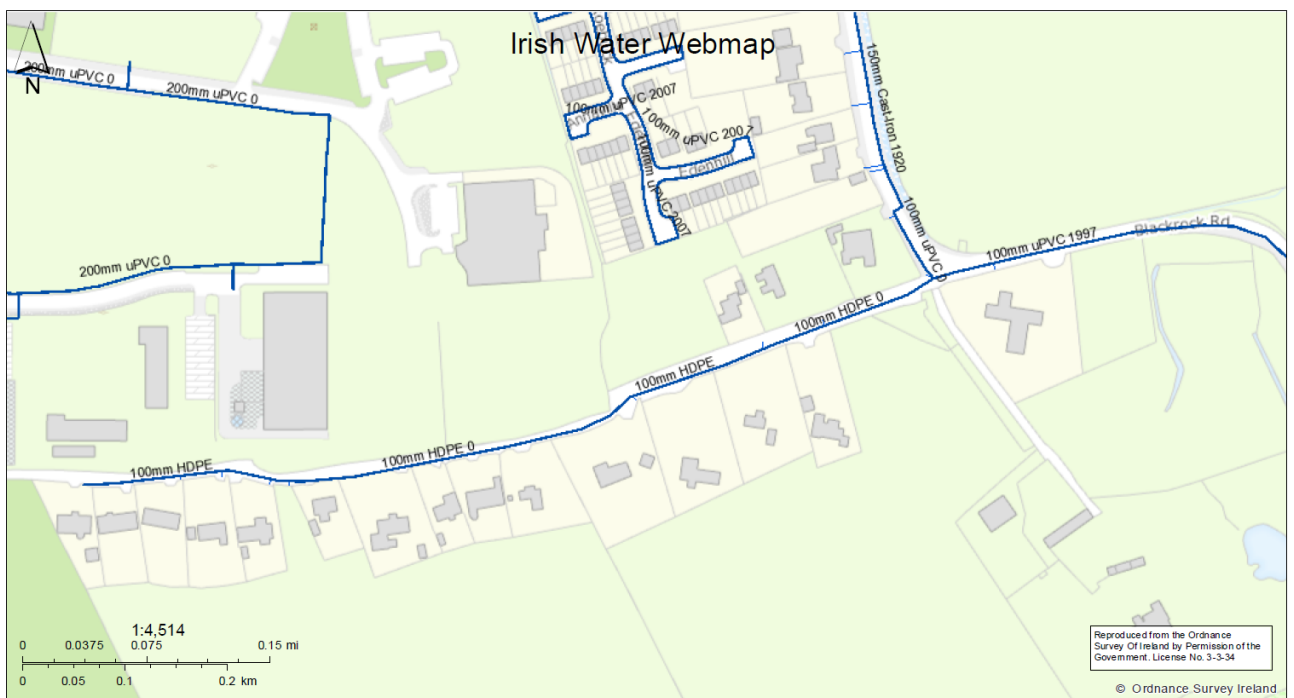 Irish Water Webmap
N
200mm uPVC 0
200mm uPVC 0
100mm uPVC 2007
100mm uPVC 2007
100mm uPVC 2007
Edenhill
150mm Cast-Iron 1920
100mm uPVC 0
100mm uPVC 1997
Blackrock Rd
200mm uPVC 0
100mm HDPE 0
100mm HDPE
100mm HDPE 0
100mm HDPE
1:4,514
0 0.0375 0.075 0.15 mi
0 0.05 0.1 0.2 km
Reproduced from the Ordnance
Survey Of Ireland by Permission of the
Government. License No. 3-3-34
© Ordnance Survey Ireland